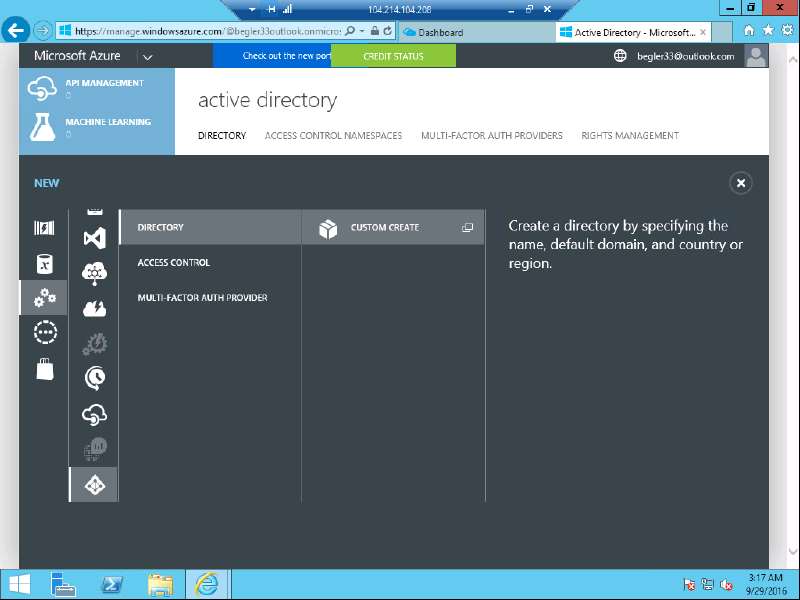 104.214.104.208
https://manage.windowsazure.com/@begler33outlook.onmicros
Dashboard
Active Directory - Microsoft...
Microsoft Azure
Check out the new port
CREDIT STATUS
begler33@outlook.com
API MANAGEMENT
0
MACHINE LEARNING
0
active directory
DIRECTORY
ACCESS CONTROL NAMESPACES
MULTI-FACTOR AUTH PROVIDERS
RIGHTS MANAGEMENT
NEW
DIRECTORY
CUSTOM CREATE
ACCESS CONTROL
MULTI-FACTOR AUTH PROVIDER
Create a directory by specifying the
name, default domain, and country or
region.
3:17 AM
9/29/2016